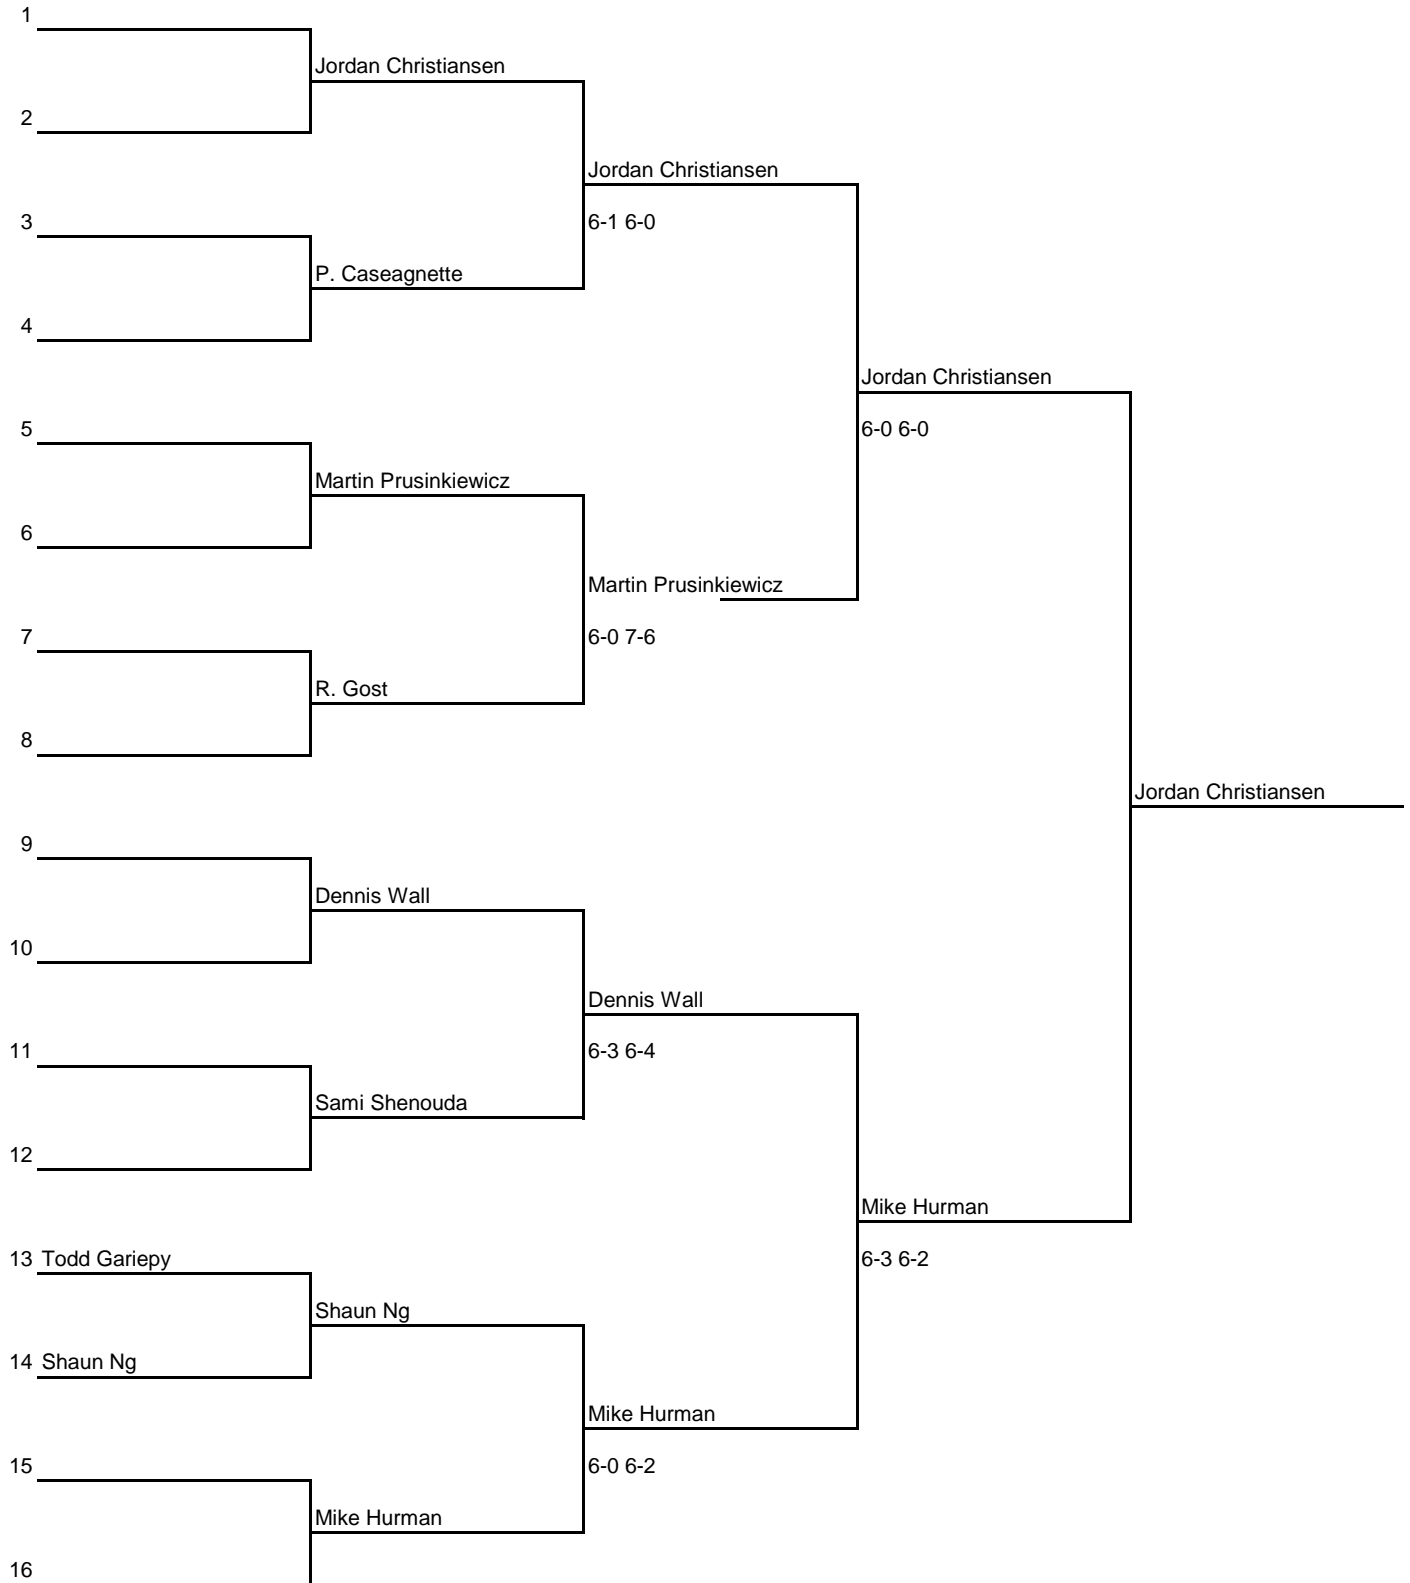 1
Jordan Christiansen
2
Jordan Christiansen
3
6-1 6-0
P. Caseagnette
4
Jordan Christiansen
5
6-0 6-0
Martin Prusinkiewicz
6
Martin Prusinkiewicz
7
6-0 7-6
R. Gost
8
Jordan Christiansen
9
Dennis Wall
10
Dennis Wall
11
6-3 6-4
Sami Shenouda
12
Mike Hurman
13 Todd Gariepy
6-3 6-2
Shaun Ng
14 Shaun Ng
Mike Hurman
15
6-0 6-2
Mike Hurman
16